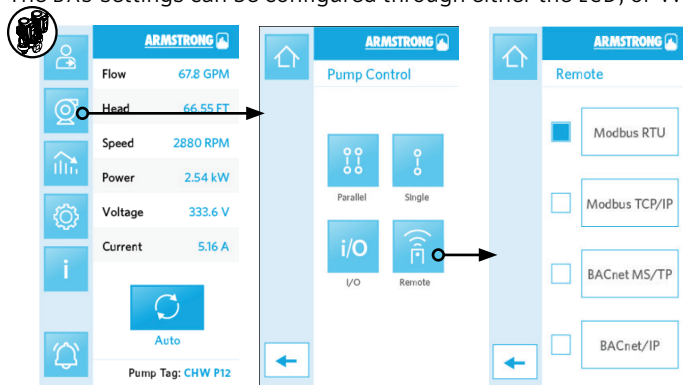 ARMSTRONG
Flow 67.8 GPM
Head 66.55 FT
Speed 2880 RPM
Power 2.54 kW
Voltage 333.6 V
Current 5.16 A
Auto
Pump Tag: CHW P12
ARMSTRONG
Pump Control
Parallel Single
i/O
I/O Remote
ARMSTRONG
Remote
Modbus RTU
Modbus TCP/IP
BACnet MS/TP
BACnet/IP